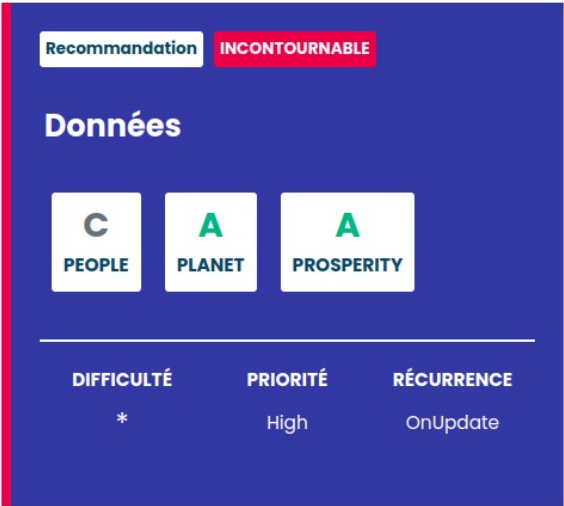 Recommandation INCONTOURNABLE
Données
C A A
PEOPLE PLANET PROSPERITY
DIFFICULTÉ PRIORITÉ RÉCURRENCE
* High OnUpdate